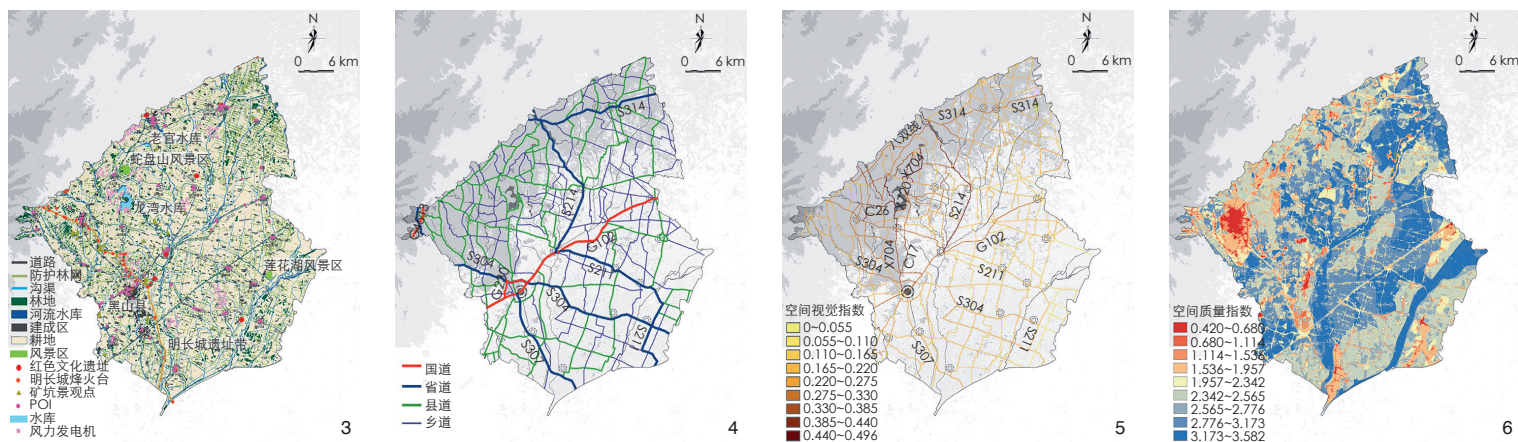 N
0 6 km
老官水库
蛇盘山风景区
龙湾水库
莲花湖风景区
黑山县
明长城遗址带
道路
防护林网
沟渠
林地
河流水库
建成区
耕地
风景区
红色文化遗址
明长城烽火台
矿坑景观点
POI
水库
风力发电机
3
N
0 6 km
S314
S214
G102
S304
S21
S304
S307
S211
国道
省道
县道
乡道
4
N
0 6 km
S314
S314
八双线
X704
X720
C26
S214
G102
X704
C17
S304
S211
S304
S307
S211
空间视觉指数
0~0.055
0.055~0.110
0.110~0.165
0.165~0.220
0.220~0.275
0.275~0.330
0.330~0.385
0.385~0.440
0.440~0.496
5
N
0 6 km
空间质量指数
0.420~0.680
0.680~1.114
1.114~1.536
1.536~1.957
1.957~2.342
2.342~2.565
2.565~2.776
2.776~3.173
3.173~3.582
6